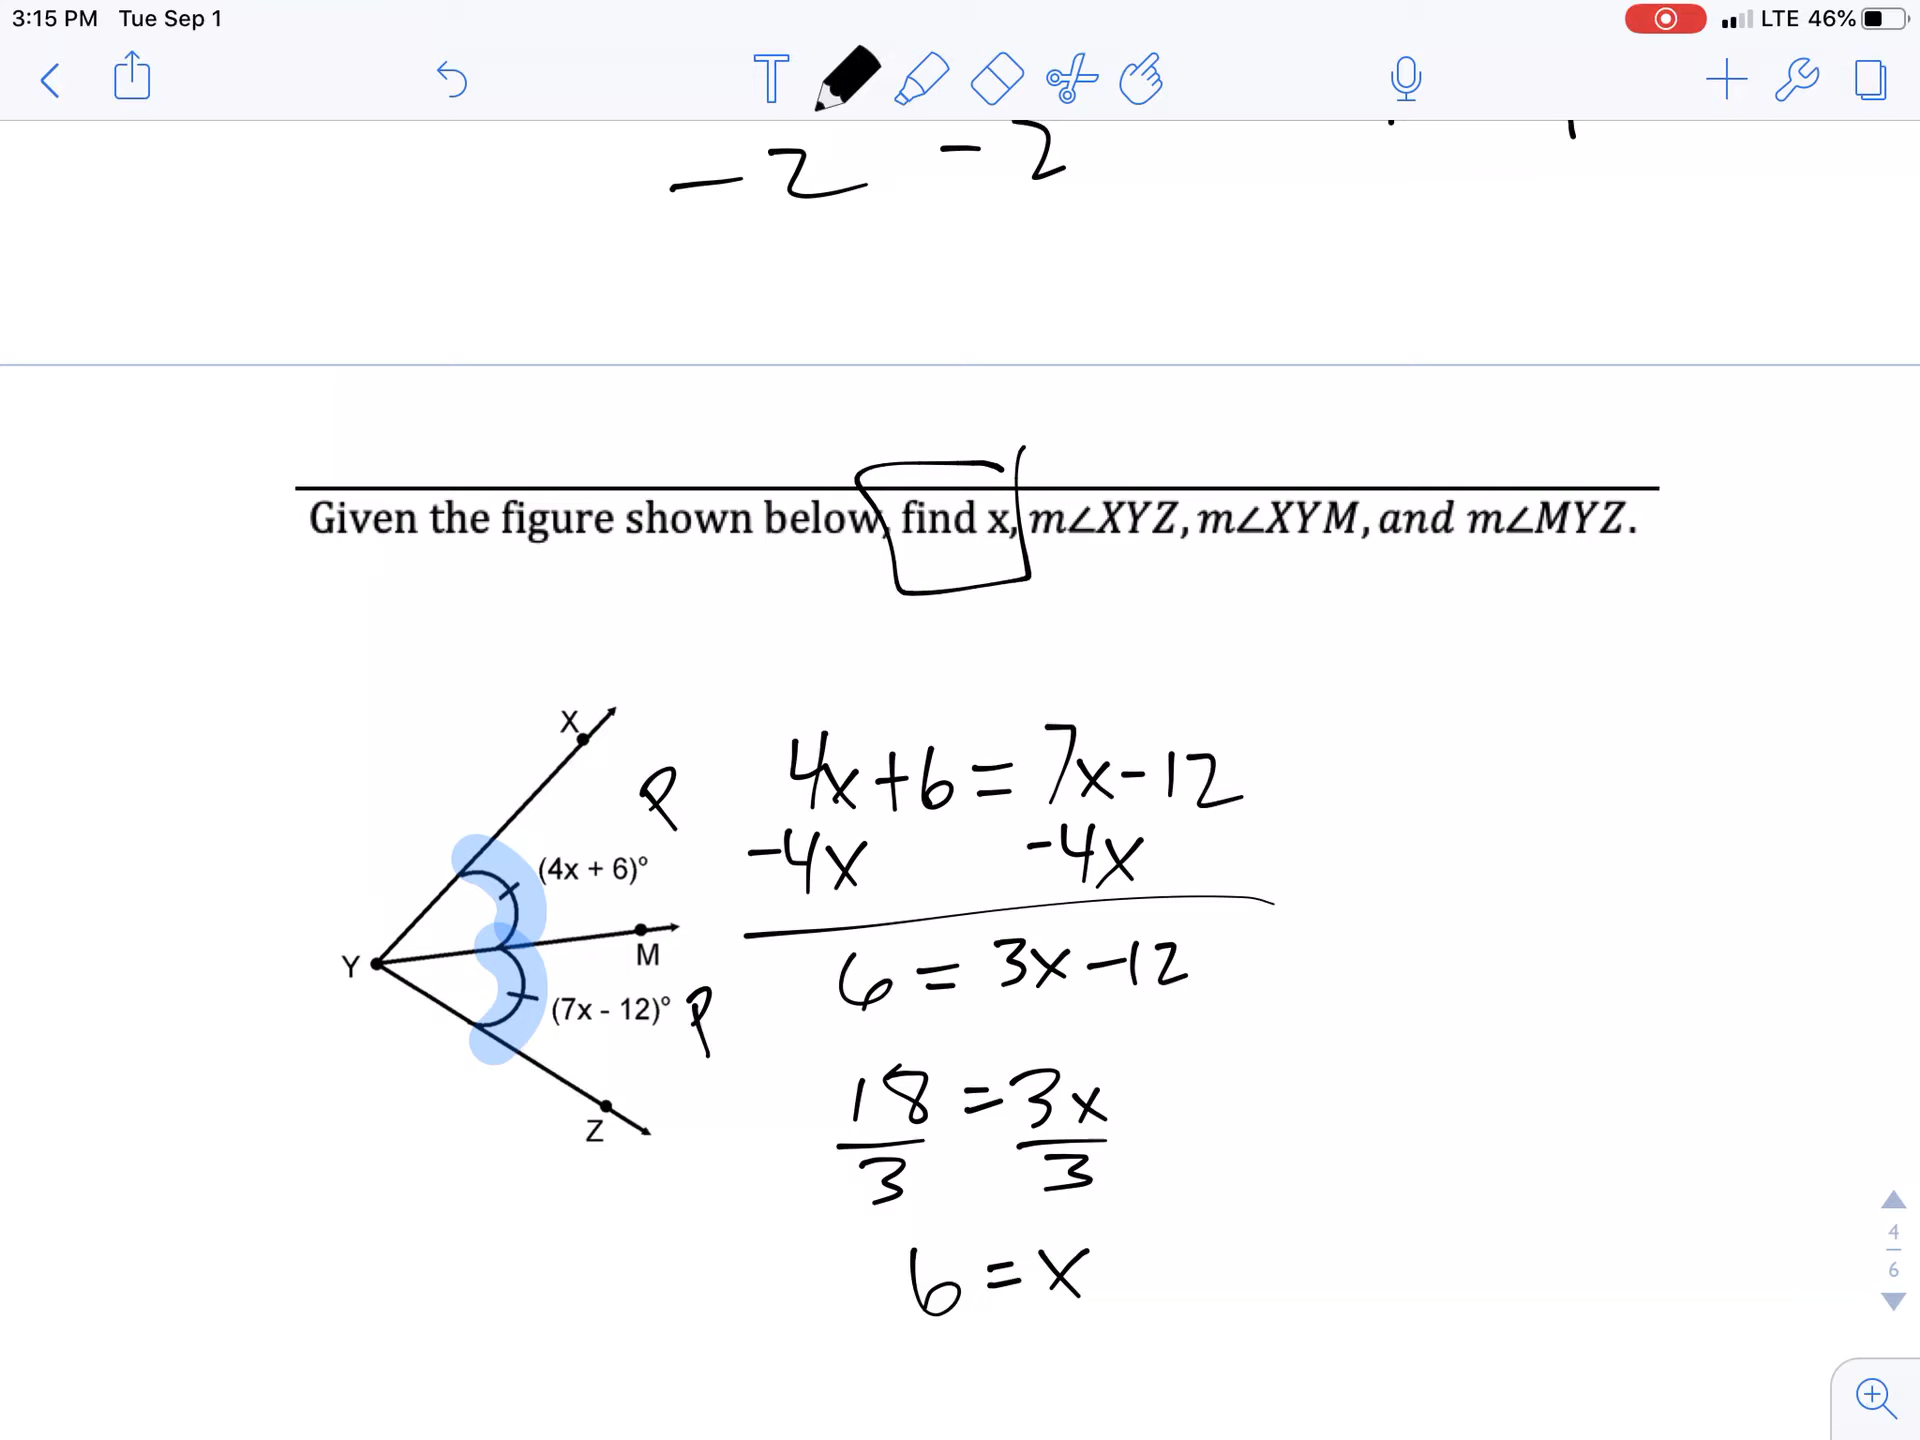 3:15 PM Tue Sep 1
LTE 46%
T
-2 -2
Given the figure shown below, find x, m∠XYZ, m∠XYM, and m∠MYZ.
X
P
4x+6=7x-12
-4x -4x
(4x + 6)°
Y
M
6=3x-12
(7x - 12)° P
18=3x
3 3
Z
6=x
4
6